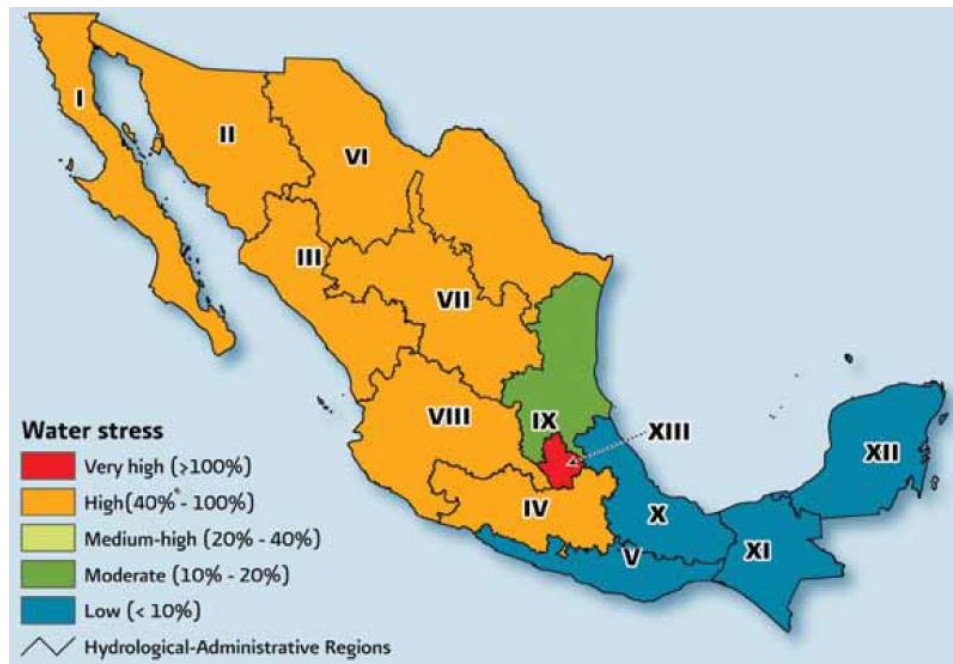 I
II
VI
III
VII
VIII
IX
XIII
XII
IV
X
V
XI
Water stress
Very high (>100%)
High(40%* - 100%)
Medium-high (20% - 40%)
Moderate (10% - 20%)
Low (< 10%)
Hydrological-Administrative Regions